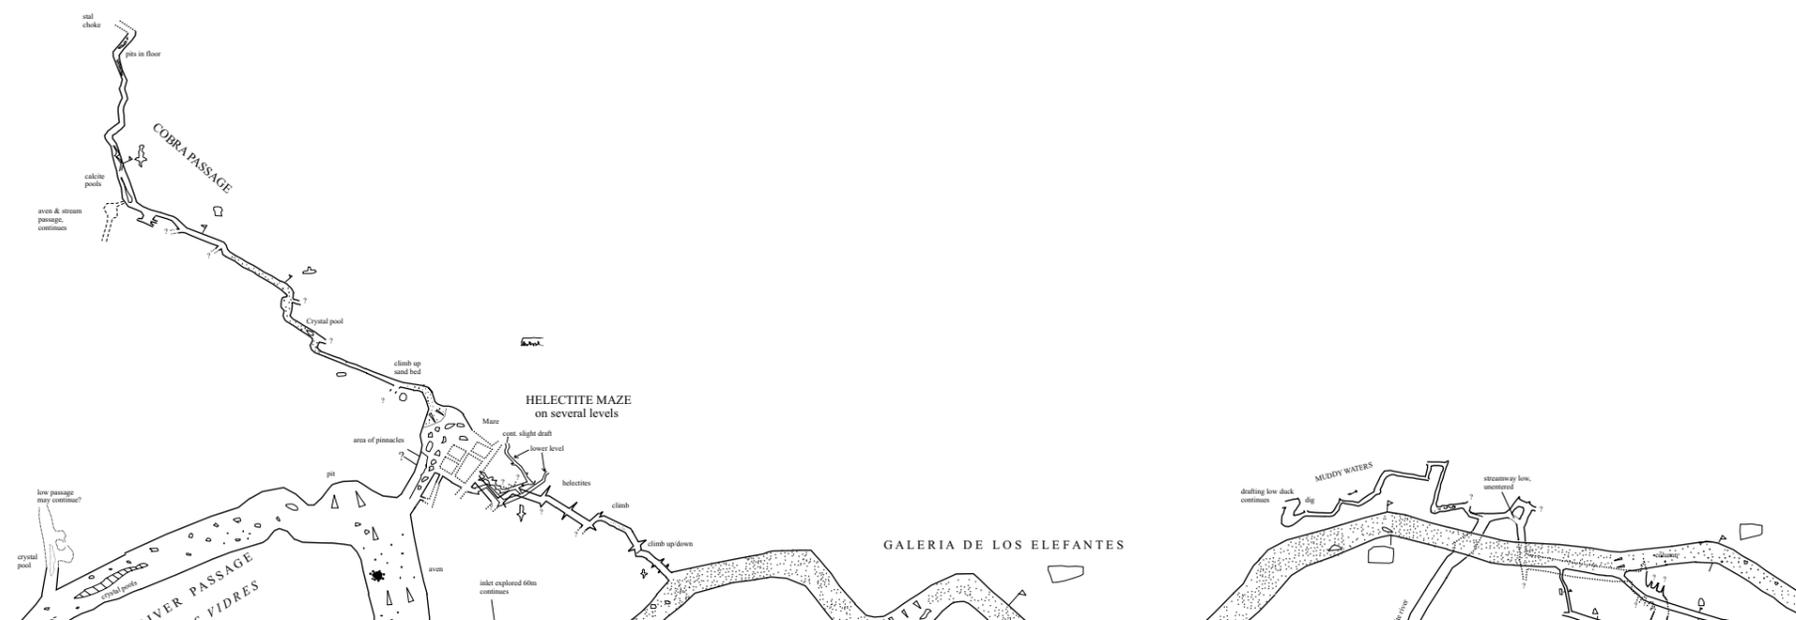 stal
choke
pits in floor
COBRA PASSAGE
calcite
pools
aven & stream
passage,
continues
?
?
?
Crystal pool
?
climb up
sand bed
?
HELECTITE MAZE
on several levels
Maze
cont. slight draft
area of pinnacles
lower level
?
pit
?
?
helectites
low passage
may continue?
?
climb
?
MUDDY WATERS
drafting low duck
continues
dig
streamway low,
unentered
?
?
climb up/down
GALERIA DE LOS ELEFANTES
crystal
pool
crystal pools
aven
inlet explored 60m
continues
IVER PASSAGE
VIDRES
columns
?
?
?
river